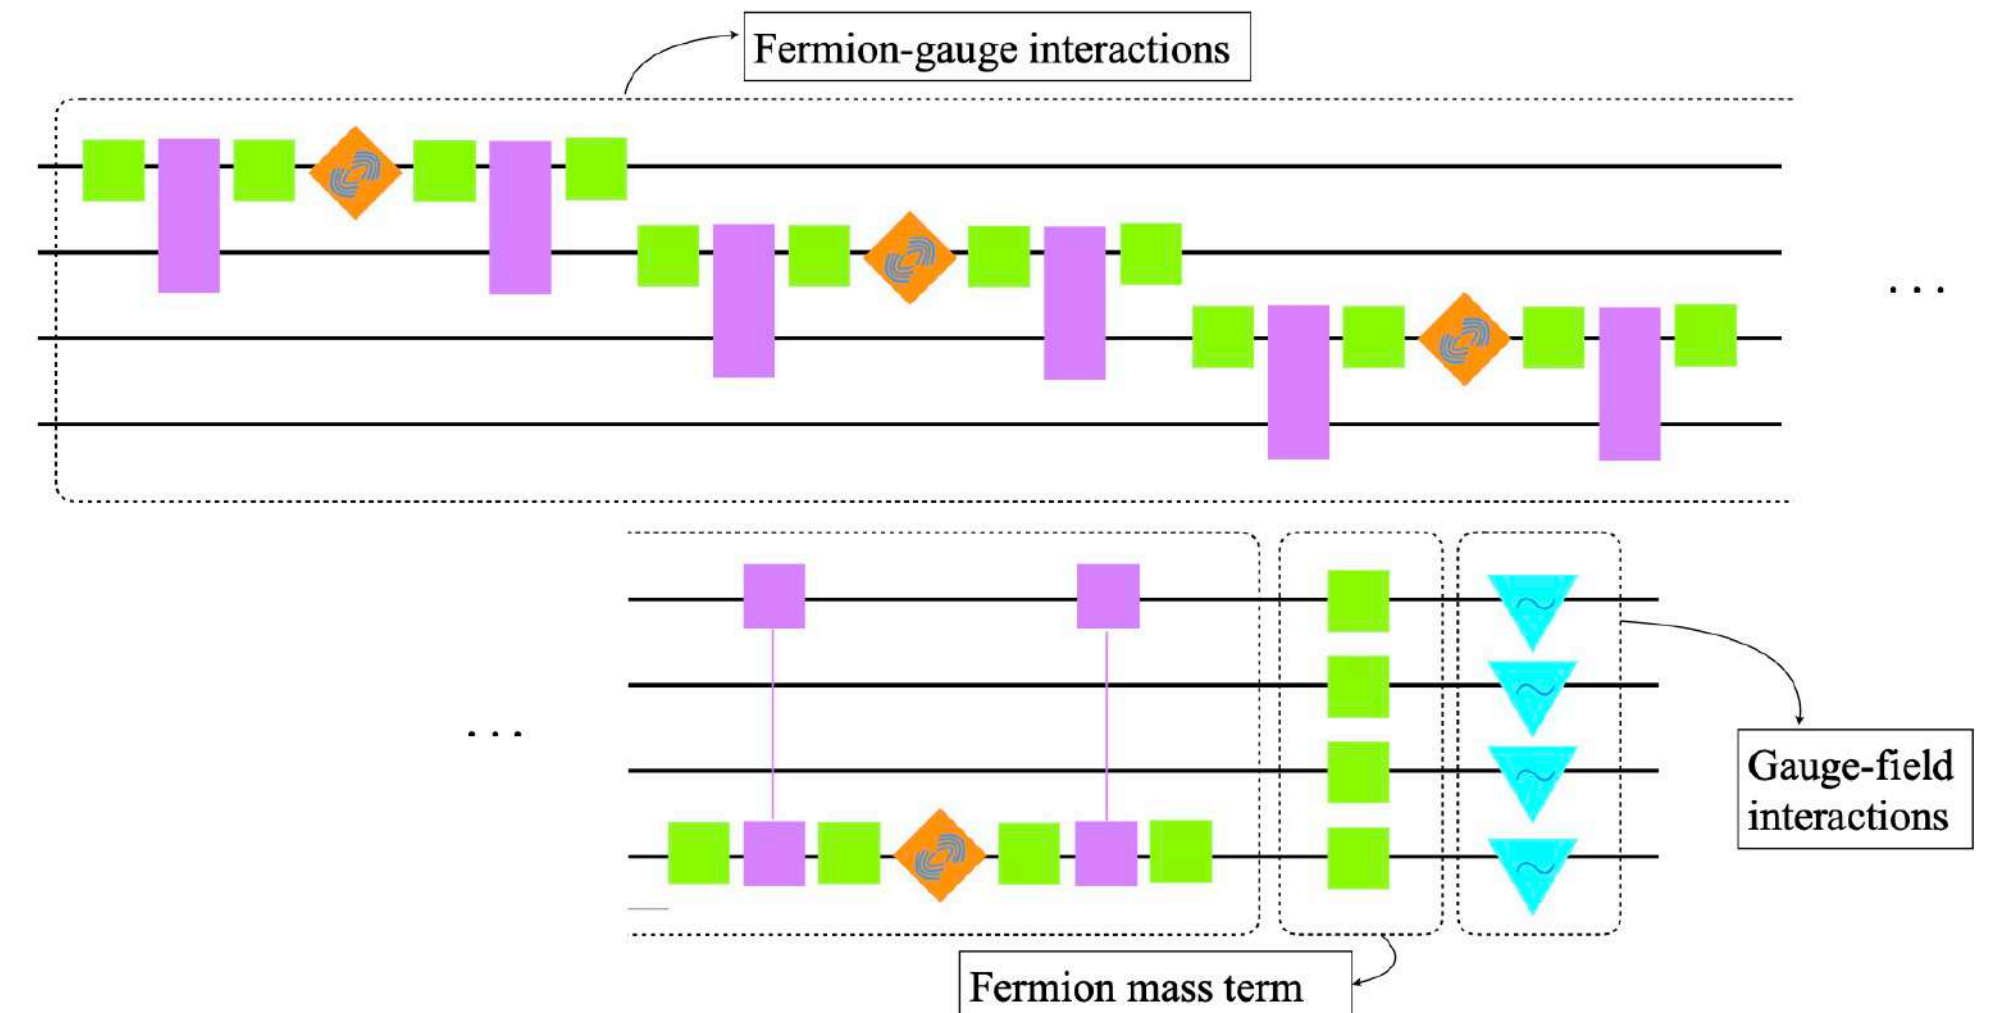 Fermion-gauge interactions
. . .
. . .
Gauge-field
interactions
Fermion mass term